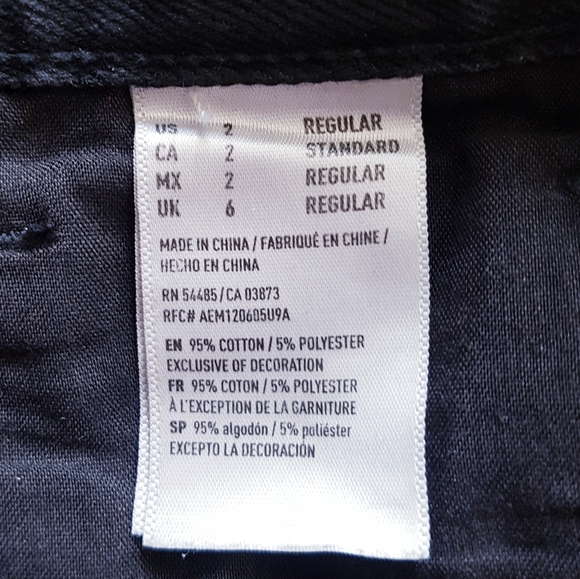 US 2 REGULAR
CA 2 STANDARD
MX 2 REGULAR
UK 6 REGULAR
MADE IN CHINA / FABRIQUÉ EN CHINE /
HECHO EN CHINA
RN 54485/CA 03873
RFC# AEM120605U9A
EN 95% COTTON / 5% POLYESTER
EXCLUSIVE OF DECORATION
FR 95% COTON / 5% POLYESTER
À L'EXCEPTION DE LA GARNITURE
SP 95% algodón / 5% poliéster
EXCEPTO LA DECORACIÓN